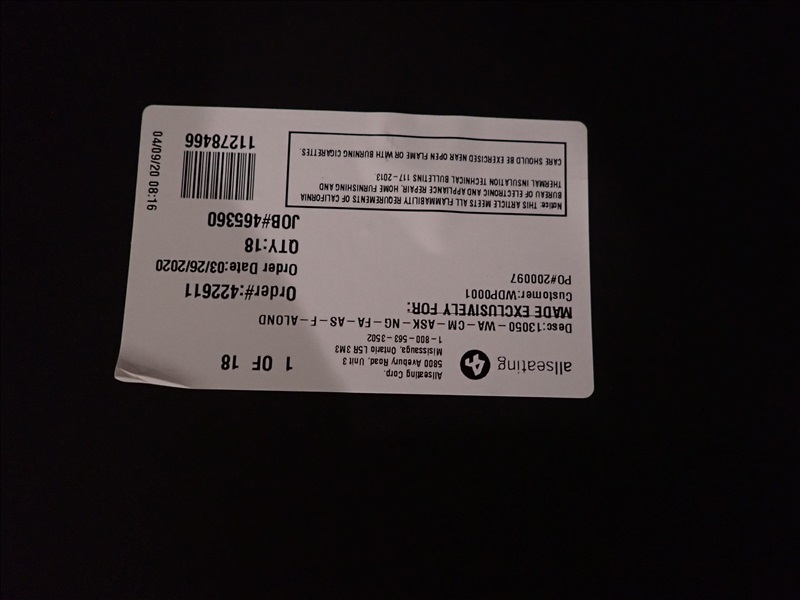 allseating
Allseating Corp.
5800 Avebury Road, Unit 3
Misissauga, Ontario L5R 3M3
1-800-563-3502
1 OF 18
Desc:13050-WA-CM-ASK-NG-FA-AS-F-ALOND
MADE EXCLUSIVELY FOR:
Customer:WDP0001
PO#200097
Order#:422611
Order Date:03/26/2020
QTY:18
JOB#465360
Notice: THIS ARTICLE MEETS ALL FLAMMABILITY REQUIREMENTS OF CALIFORNIA
BUREAU OF ELECTRONIC AND APPLIANCE REPAIR, HOME FURNISHING AND
THERMAL INSULATION TECHNICAL BULLETINS 117-2013.
CARE SHOULD BE EXERCISED NEAR OPEN FLAME OR WITH BURNING CIGARETTES.
11278466
04/09/20 08:16